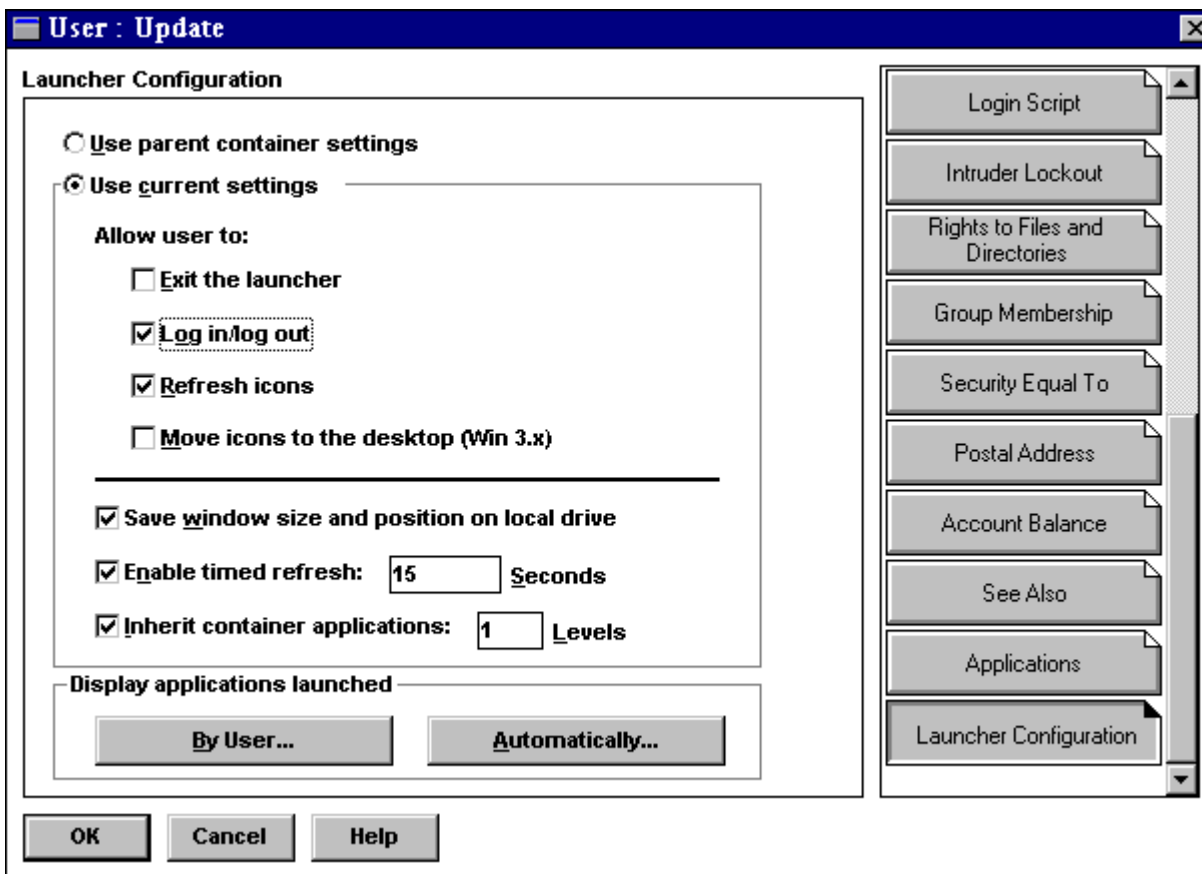 User : Update
Launcher Configuration
Use parent container settings
Use current settings
Allow user to:
Exit the launcher
Log in/log out
Refresh icons
Move icons to the desktop (Win 3.x)
Save window size and position on local drive
Enable timed refresh: 15 Seconds
Inherit container applications: 1 Levels
Display applications launched
By User... Automatically...
OK Cancel Help
Login Script
Intruder Lockout
Rights to Files and
Directories
Group Membership
Security Equal To
Postal Address
Account Balance
See Also
Applications
Launcher Configuration